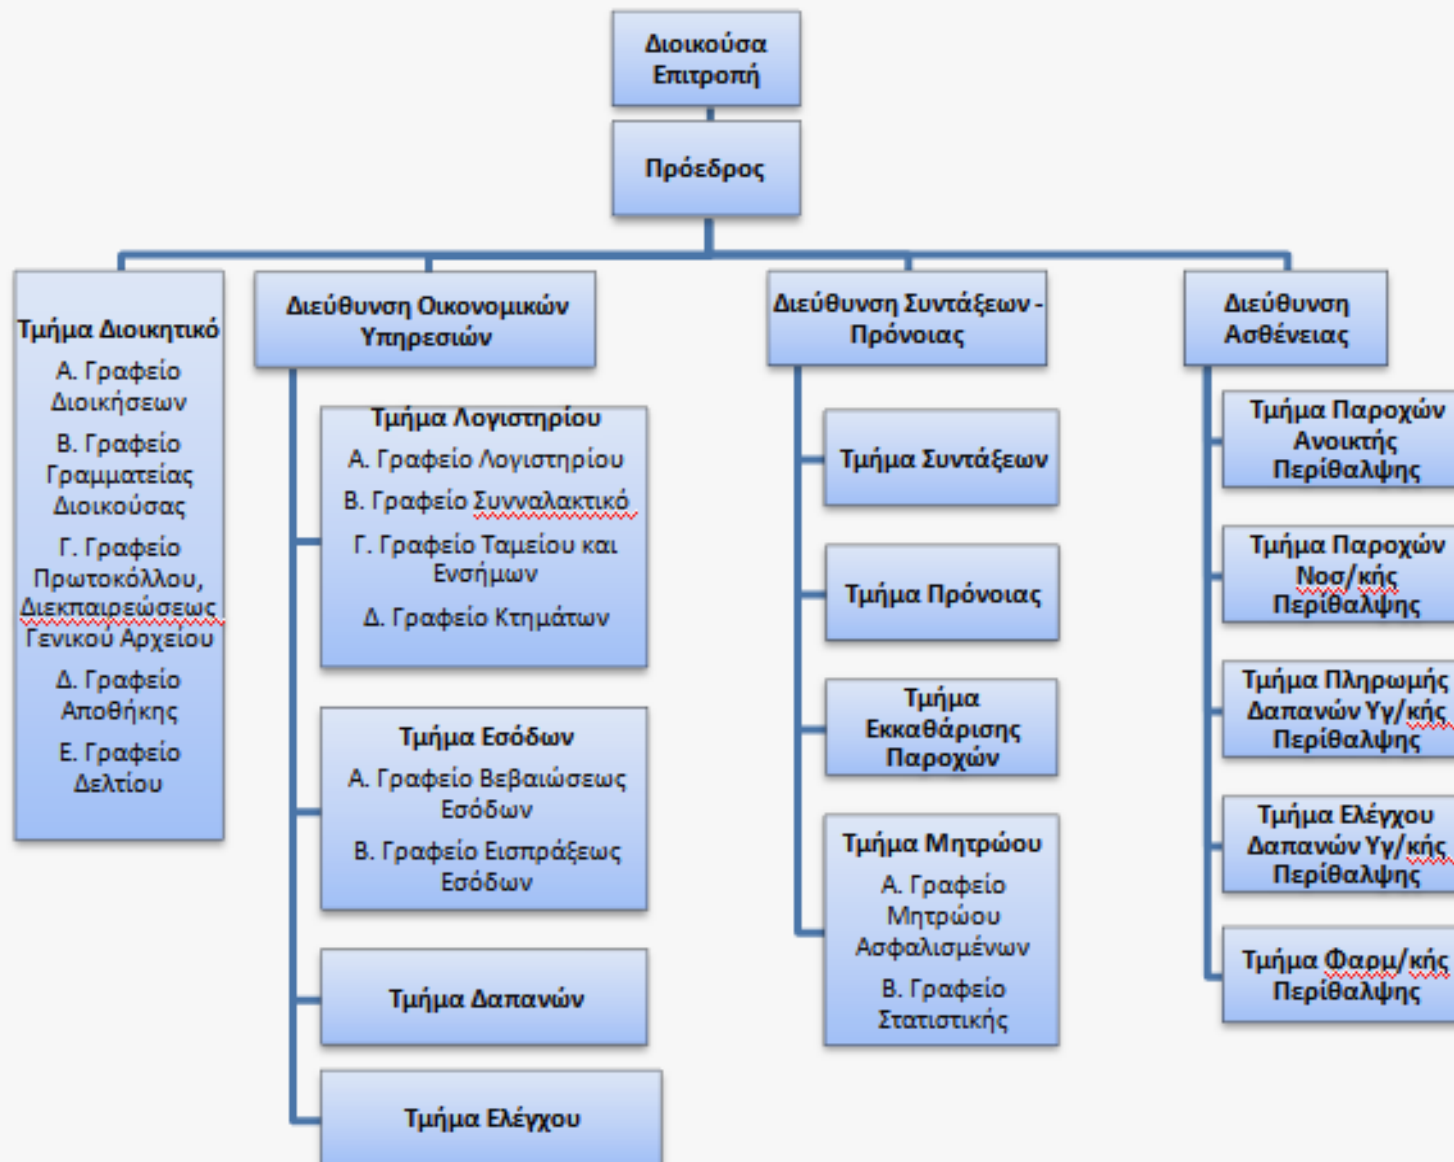 Διοικούσα
Επιτροπή
Πρόεδρος
Τμήμα Διοικητικό
Α. Γραφείο
Διοικήσεων
Β. Γραφείο
Γραμματείας
Διοικούσας
Γ. Γραφείο
Πρωτοκόλλου,
Διεκπαιρεώσεως,
Γενικού Αρχείου
Δ. Γραφείο
Αποθήκης
Ε. Γραφείο
Δελτίου
Διεύθυνση Οικονομικών
Υπηρεσιών
Τμήμα Λογιστηρίου
Α. Γραφείο Λογιστηρίου
Β. Γραφείο Συνναλακτικό
Γ. Γραφείο Ταμείου και
Ενσήμων
Δ. Γραφείο Κτημάτων
Τμήμα Εσόδων
Α. Γραφείο Βεβαιώσεως
Εσόδων
Β. Γραφείο Εισπράξεως
Εσόδων
Τμήμα Δαπανών
Τμήμα Ελέγχου
Διεύθυνση Συντάξεων -
Πρόνοιας
Τμήμα Συντάξεων
Τμήμα Πρόνοιας
Τμήμα
Εκκαθάρισης
Παροχών
Τμήμα Μητρώου
Α. Γραφείο
Μητρώου
Ασφαλισμένων
Β. Γραφείο
Στατιστικής
Διεύθυνση
Ασθένειας
Τμήμα Παροχών
Ανοικτής
Περίθαλψης
Τμήμα Παροχών
Νοσ/κής
Περίθαλψης
Τμήμα Πληρωμής
Δαπανών Υγ/κής
Περίθαλψης
Τμήμα Ελέγχου
Δαπανών Υγ/κής
Περίθαλψης
Τμήμα Φαρμ/κής
Περίθαλψης